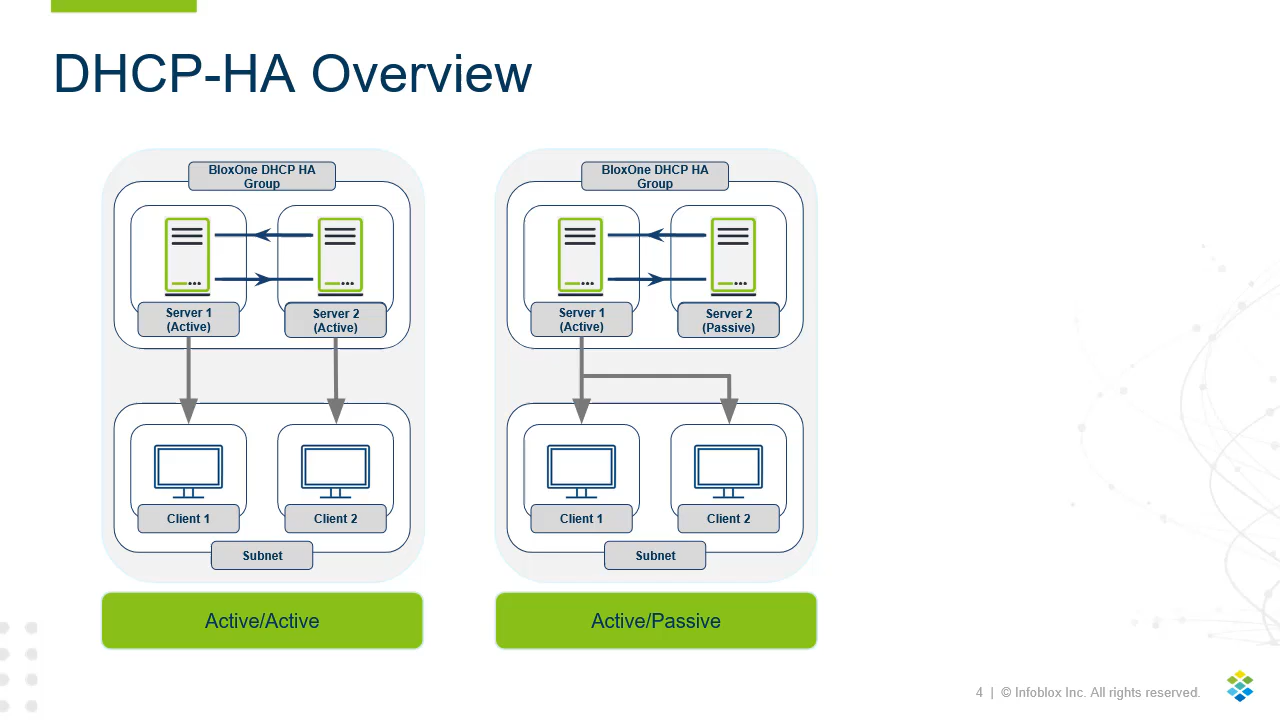 DHCP-HA Overview
BloxOne DHCP HA
Group
Server 1
(Active)
Server 2
(Active)
Client 1
Client 2
Subnet
Active/Active
BloxOne DHCP HA
Group
Server 1
(Active)
Server 2
(Passive)
Client 1
Client 2
Subnet
Active/Passive
4 | © Infoblox Inc. All rights reserved.